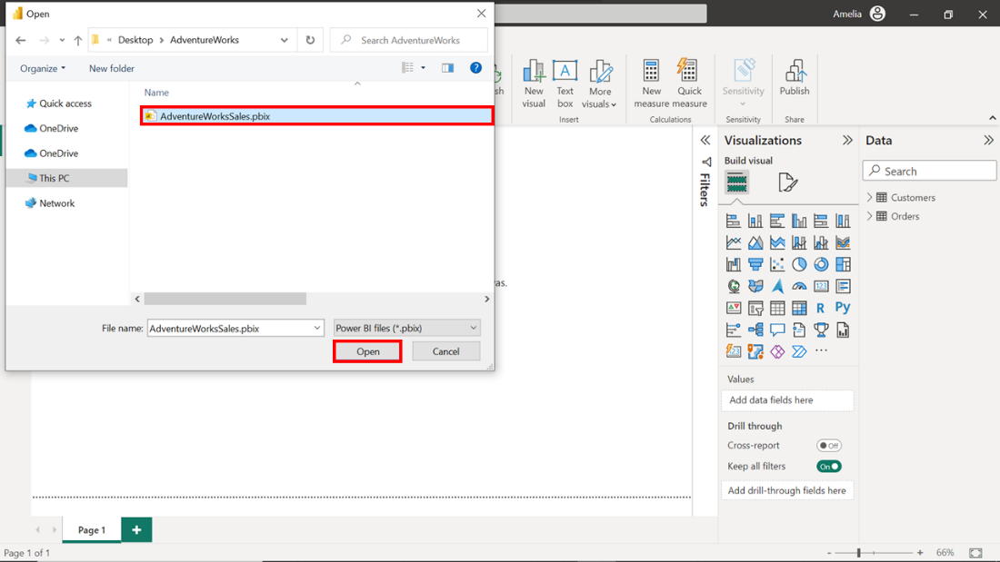 Open
Amelia
« Desktop > AdventureWorks
Search AdventureWorks
Organize
New folder
Name
Quick access
AdventureWorksSales.pbix
OneDrive
OneDrive
This PC
Network
File name: AdventureWorksSales.pbix
Power BI files (*.pbix)
Open
Cancel
sh
New visual
Text box
More visuals
New measure
Quick measure
Sensitivity
Publish
Insert
Calculations
Sensitivity
Share
as.
Filters
Visualizations
Build visual
A
123
R
Py
123
...
Values
Add data fields here
Drill through
Cross-report
Off
Keep all filters
On
Add drill-through fields here
Data
Search
Customers
Orders
Page 1
+
Page 1 of 1
- + 66%